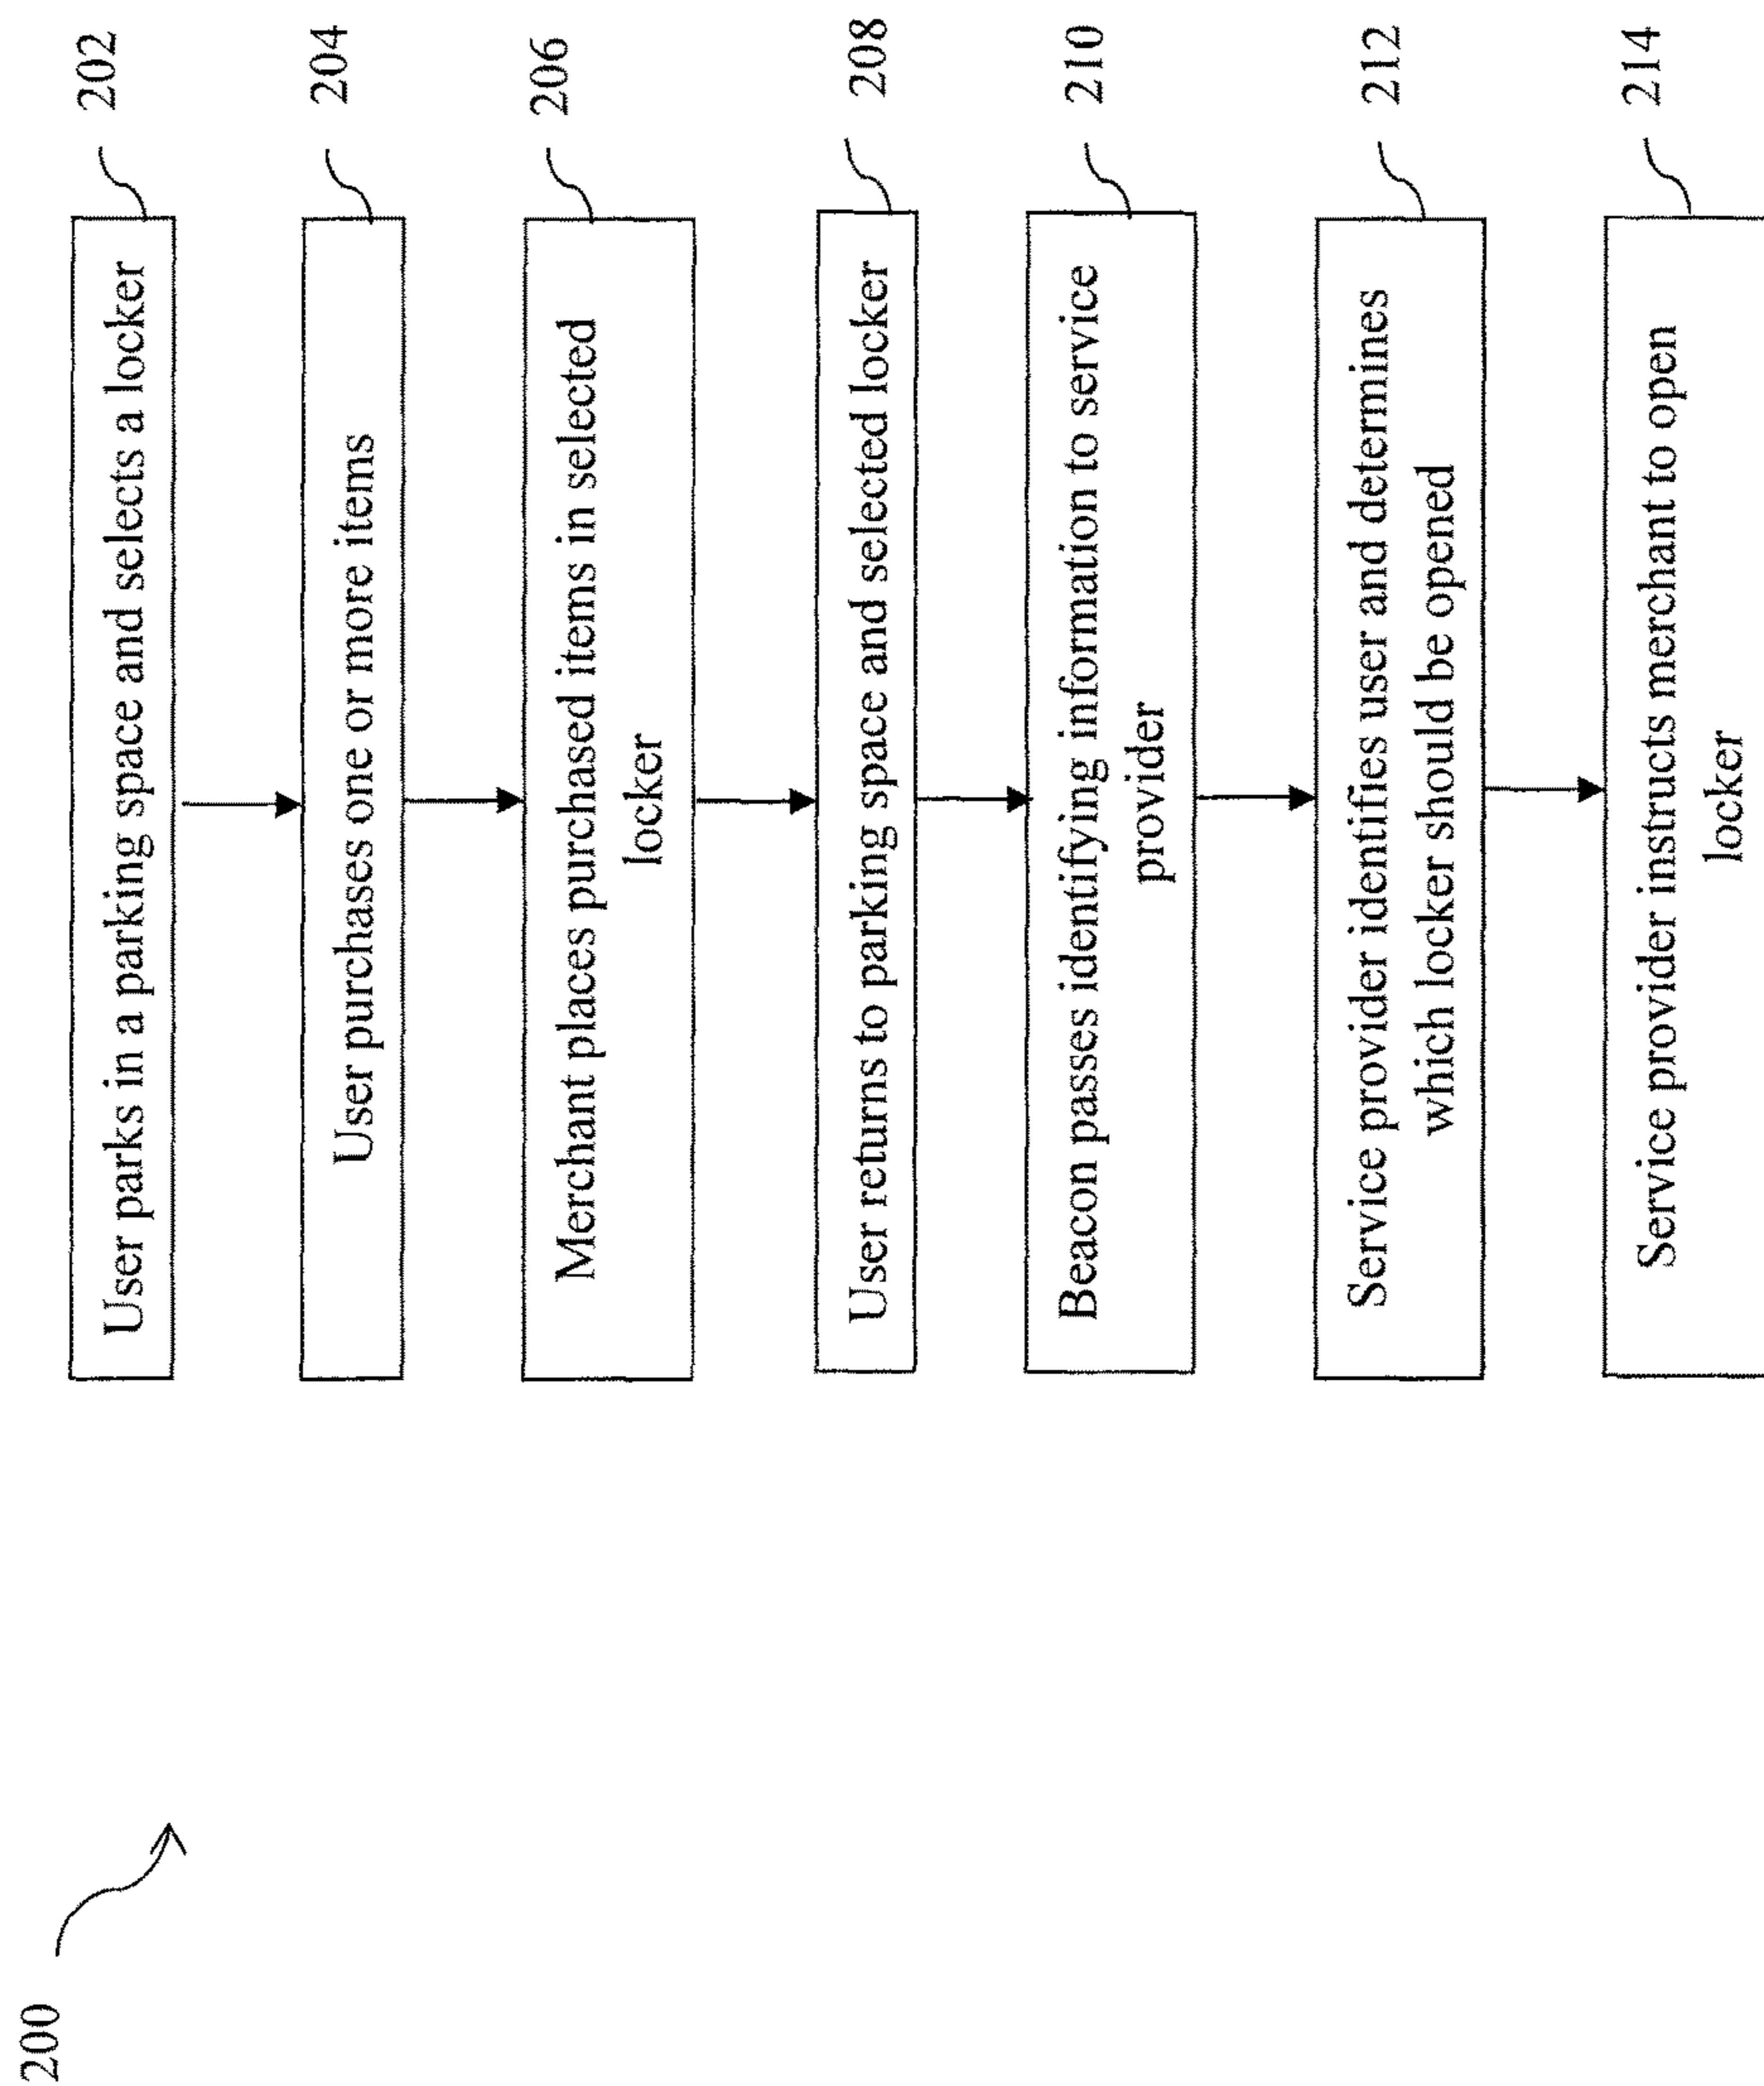 200
User parks in a parking space and selects a locker
202
User purchases one or more items
204
Merchant places purchased items in selected
locker
206
User returns to parking space and selected locker
208
Beacon passes identifying information to service
provider
210
Service provider identifies user and determines
which locker should be opened
212
Service provider instructs merchant to open
locker
214